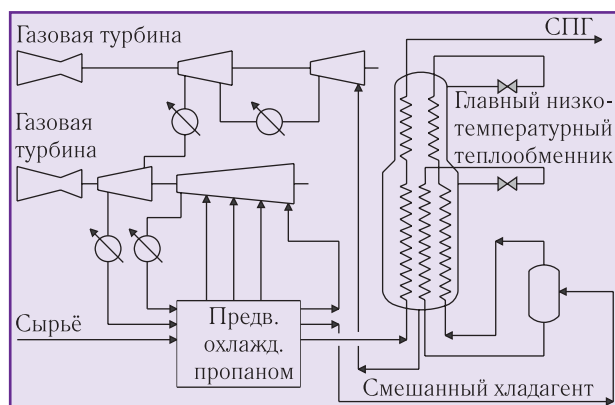 Газовая турбина
СПГ
Главный низко-
температурный
теплообменник
Газовая
турбина
Сырьё
Предв.
охлажд.
пропаном
Смешанный хладагент